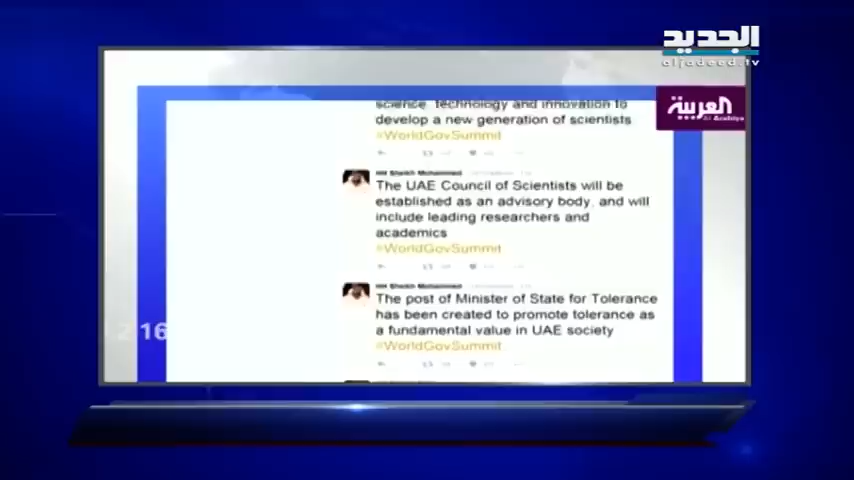 الجديد
aljadeed.tv
العربية
Al Arabiya
science, technology and innovation to
develop a new generation of scientists
#WorldGovSummit
HH Sheikh Mohammed
The UAE Council of Scientists will be
established as an advisory body, and will
include leading researchers and
academics
#WorldGovSummit
HH Sheikh Mohammed
The post of Minister of State for Tolerance
has been created to promote tolerance as
a fundamental value in UAE society
#WorldGovSummit
2 16